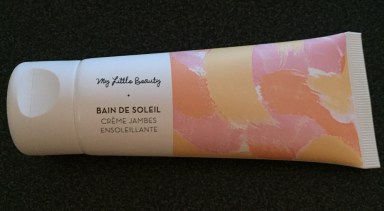 My Little Beauty
BAIN DE SOLEIL
CRÈME JAMBES
ENSOLEILLANTE